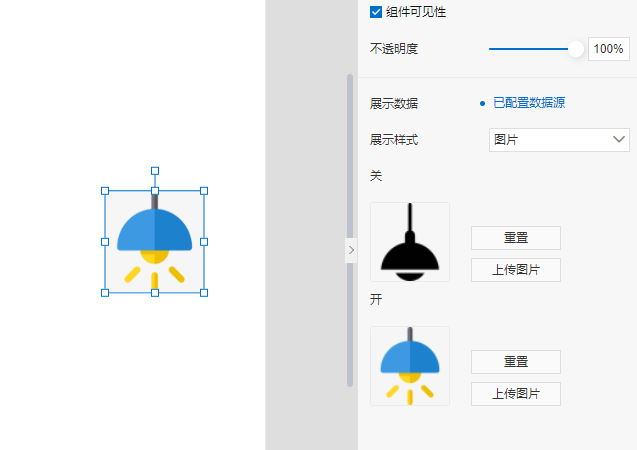 组件可见性
不透明度
100%
展示数据
已配置数据源
展示样式
图片
关
重置
上传图片
开
重置
上传图片